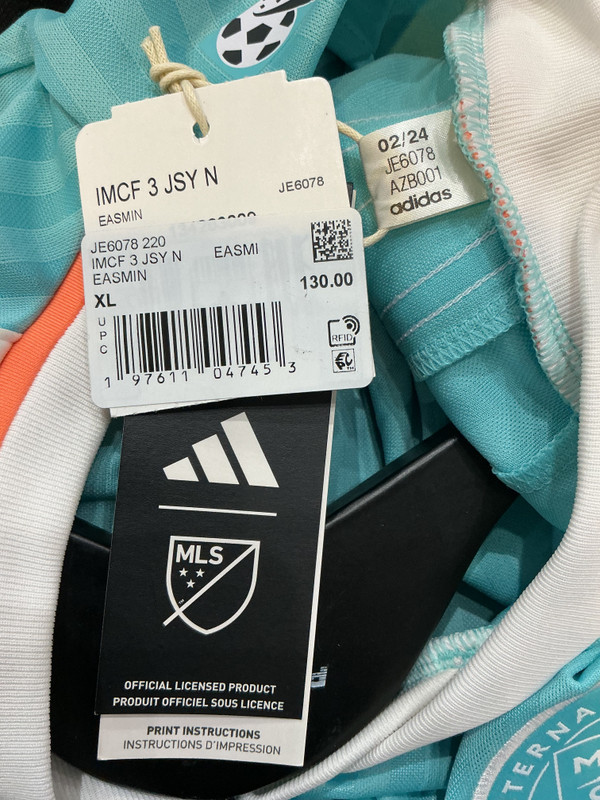 IMCF 3 JSY N
JE6078
EASMIN
JE6078 220
IMCF 3 JSY N
EASMI
EASMIN
XL
130.00
UPC
1 97611 04745 3
RFID
02/24
JE6078
AZB001
adidas
MLS
OFFICIAL LICENSED PRODUCT
PRODUIT OFFICIEL SOUS LICENCE
PRINT INSTRUCTIONS
INSTRUCTIONS D'IMPRESSION
TERNA
M